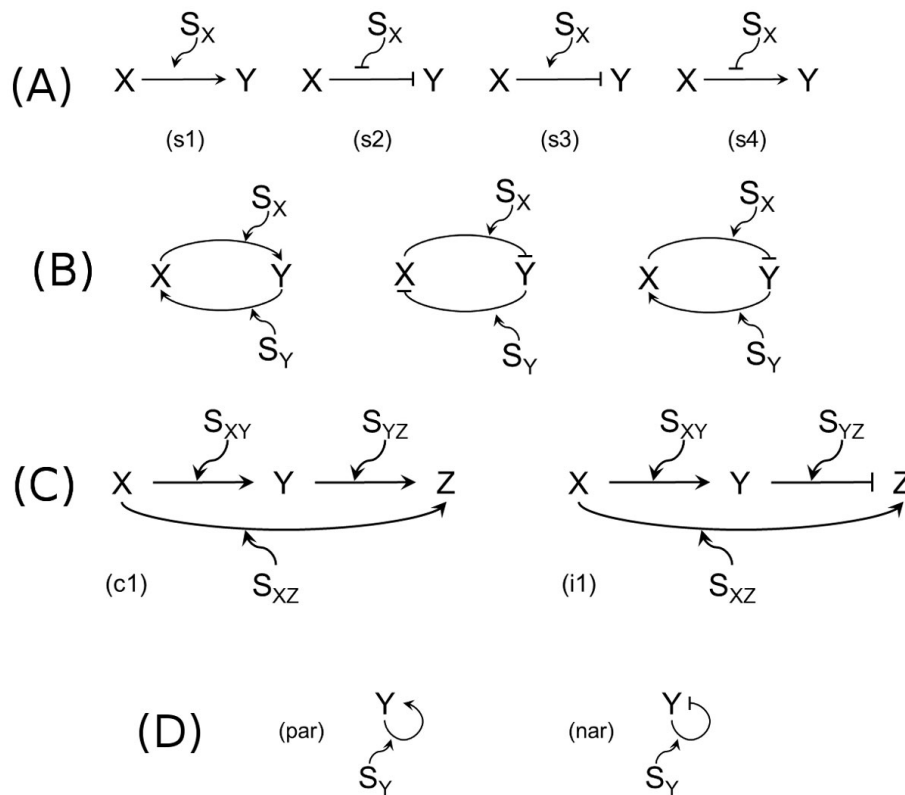 S_X S_X S_X S_X
(A) X Y X Y X Y X Y
(s1) (s2) (s3) (s4)
S_X S_X S_X
(B) X Y X Y X Y
S_Y S_Y S_Y
S_XY S_YZ S_XY S_YZ
(C) X Y Z X Y Z
(c1) S_XZ (i1) S_XZ
(D) (par) Y (nar) Y
S_Y S_Y